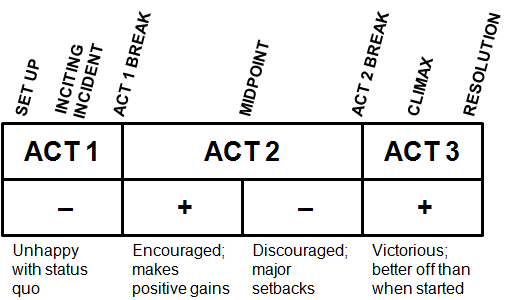 SET UP
INCITING
INCIDENT
ACT 1 BREAK
MIDPOINT
ACT 2 BREAK
CLIMAX
RESOLUTION
ACT 1
ACT 2
ACT 3
–
+
–
+
Unhappy
with status
quo
Encouraged;
makes
positive gains
Discouraged;
major
setbacks
Victorious;
better off than
when started